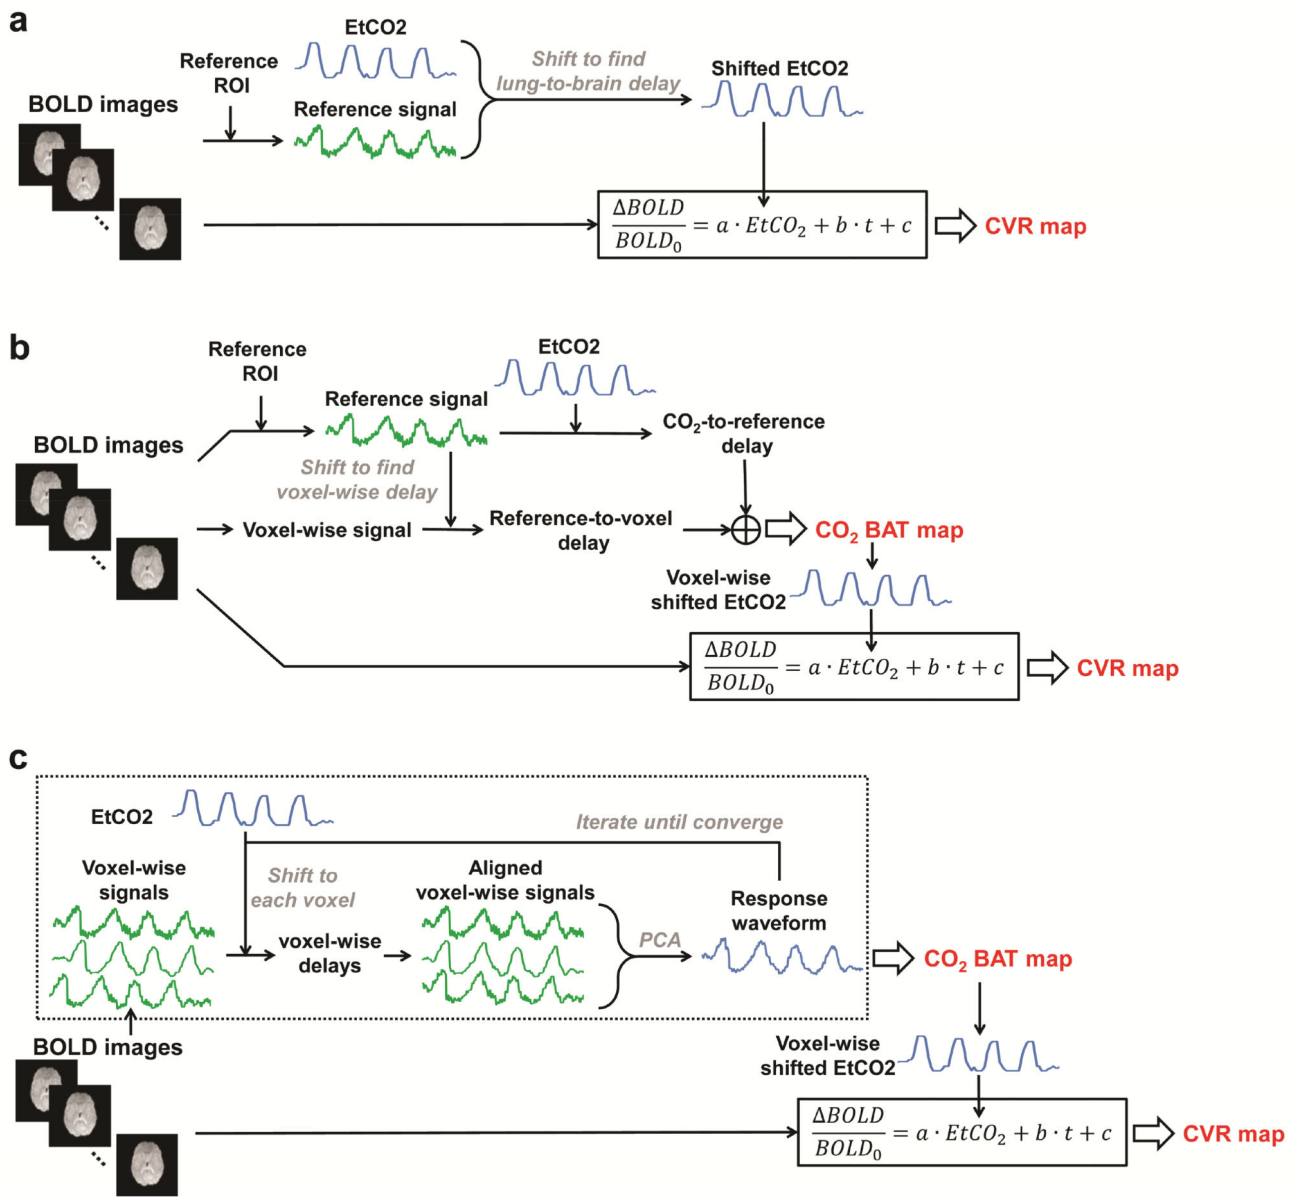 a
EtCO2
Reference
ROI
Shift to find
lung-to-brain delay
Shifted EtCO2
BOLD images
Reference signal
ΔBOLD
BOLD₀
= a · EtCO₂ + b · t + c
CVR map
b
Reference
ROI
EtCO2
Reference signal
CO₂-to-reference
delay
BOLD images
Shift to find
voxel-wise delay
Voxel-wise signal
Reference-to-voxel
delay
CO₂ BAT map
Voxel-wise
shifted EtCO2
ΔBOLD
BOLD₀
= a · EtCO₂ + b · t + c
CVR map
c
EtCO2
Iterate until converge
Voxel-wise
signals
Shift to
each voxel
Aligned
voxel-wise signals
Response
waveform
voxel-wise
delays
PCA
CO₂ BAT map
BOLD images
Voxel-wise
shifted EtCO2
ΔBOLD
BOLD₀
= a · EtCO₂ + b · t + c
CVR map